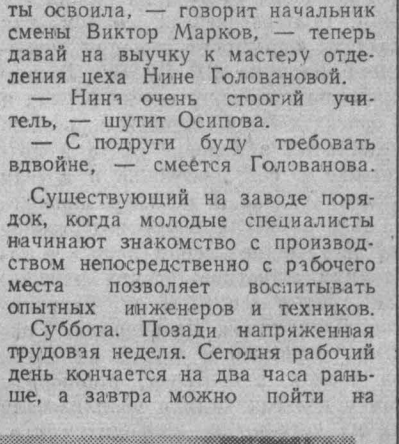 ты освоила, — говорит начальник
смены Виктор Марков, — теперь
давай на выучку к мастеру отде-
ления цеха Нине Головановой.
— Нина очень строгий учи-
тель, — шутит Осипова.
— С подруги буду требовать
вдвойне, — смеётся Голованова.
Существующий на заводе поря-
док, когда молодые специалисты
начинают знакомство с производ-
ством непосредственно с рабочего
места позволяет воспитывать
опытных инженеров и техников.
Суббота. Позади напряженная
трудовая неделя. Сегодня рабочий
день кончается на два часа рань-
ше, а завтра можно пойти на